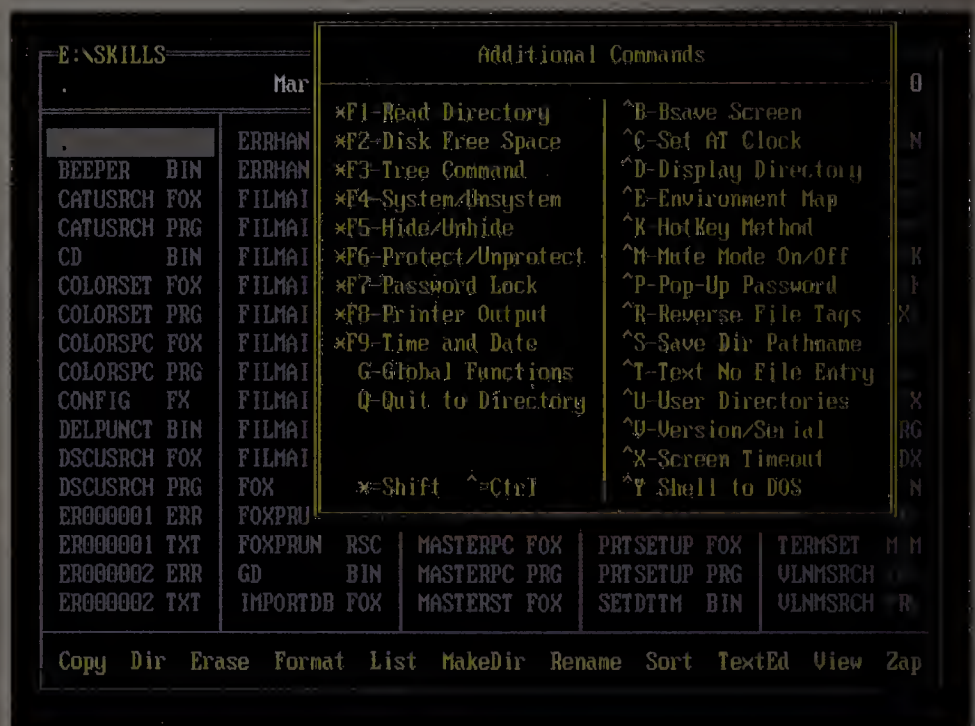 E:\SKILLS
Additional Commands
. Mar 0
*F1-Read Directory ^B-Bsave Screen
. ERRHAN *F2-Disk Free Space ^C-Set AT Clock N
BEEPER BIN ERRHAN *F3-Tree Command ^D-Display Directory
CATUSRCH FOX FILMAI *F4-System/Unsystem ^E-Environment Map
CATUSRCH PRG FILMAI *F5-Hide/Unhide ^K-HotKey Method
CD BIN FILMAI *F6-Protect/Unprotect ^M-Mute Mode On/Off K
COLORSET FOX FILMAI *F7-Password Lock ^P-Pop-Up Password
COLORSET PRG FILMAI *F8-Printer Output ^R-Reverse File Tags X
COLORSPC FOX FILMAI *F9-Time and Date ^S-Save Dir Pathname
COLORSPC PRG FILMAI G-Global Functions ^T-Text No File Entry
CONFIG FX FILMAI Q-Quit to Directory ^U-User Directories X
DELPUNCT BIN FILMAI ^V-Version/Serial RG
DSCUSRCH FOX FILMAI ^X-Screen Timeout DX
DSCUSRCH PRG FOX *=Shift ^=Ctrl ^Y Shell to DOS N
ER000001 ERR FOXPRU
ER000001 TXT FOXPRUN RSC MASTERPC FOX PRTSETUP FOX TERMSET M M
ER000002 ERR GD BIN MASTERPC PRG PRTSETUP PRG VLNMSRCH
ER000002 TXT IMPORTDB FOX MASTERST FOX SETDTTM BIN VLNMSRCH R
Copy Dir Erase Format List MakeDir Rename Sort TextEd View Zap